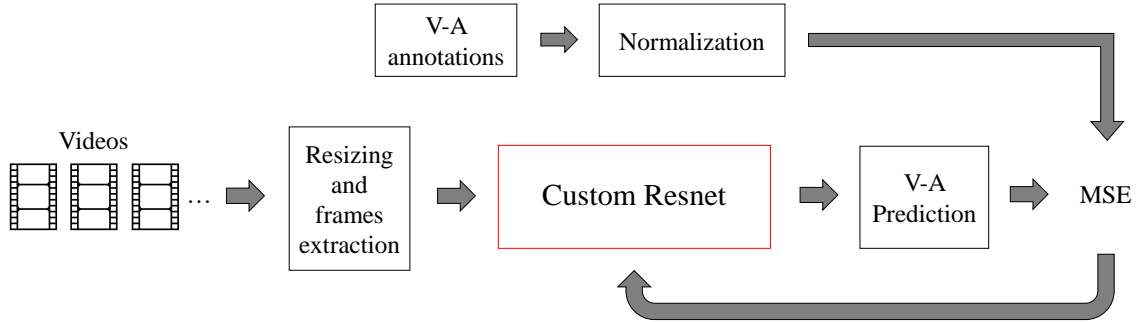 V-A
annotations
Normalization
Videos
...
Resizing
and
frames
extraction
Custom Resnet
V-A
Prediction
MSE